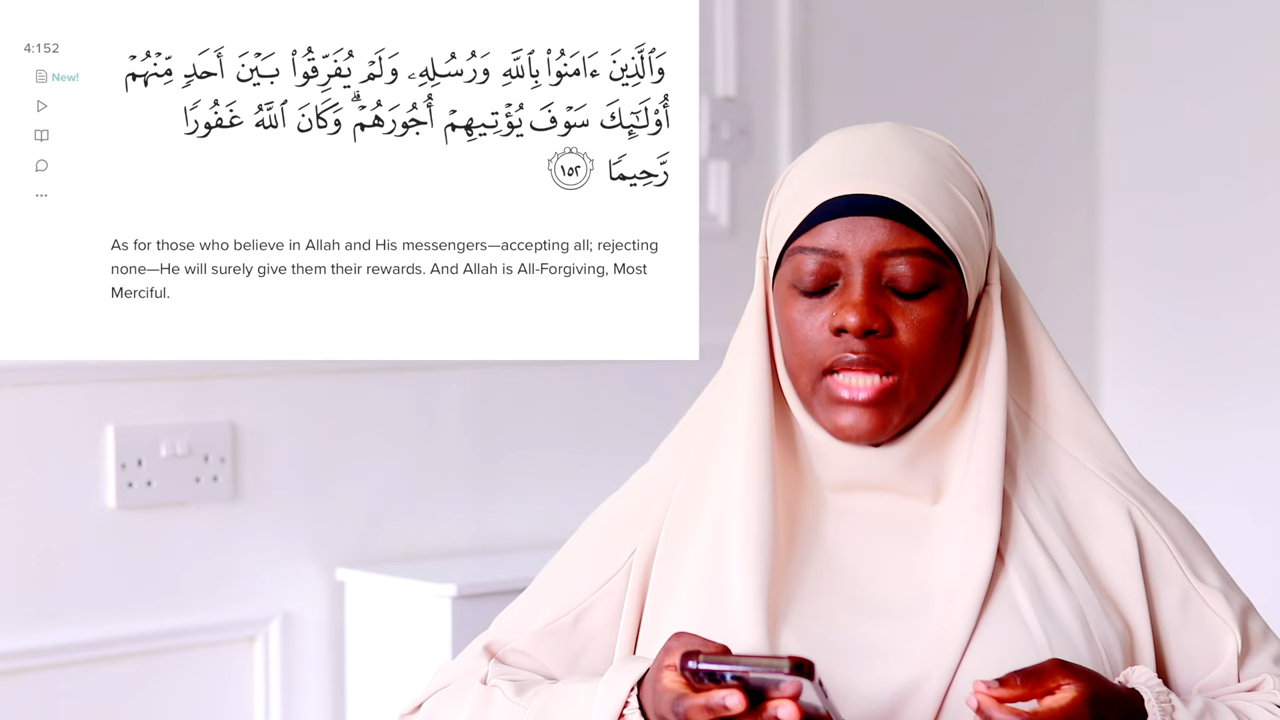 4:152
New!
وَٱلَّذِينَ ءَامَنُوا۟ بِٱللَّهِ وَرُسُلِهِۦ وَلَمْ يُفَرِّقُوا۟ بَيْنَ أَحَدٍ مِّنْهُمْ
أُو۟لَـٰٓئِكَ سَوْفَ يُؤْتِيهِمْ أُجُورَهُمْ ۗ وَكَانَ ٱللَّهُ غَفُورًا
رَّحِيمًا ١٥٢
As for those who believe in Allah and His messengers—accepting all; rejecting
none—He will surely give them their rewards. And Allah is All-Forgiving, Most
Merciful.